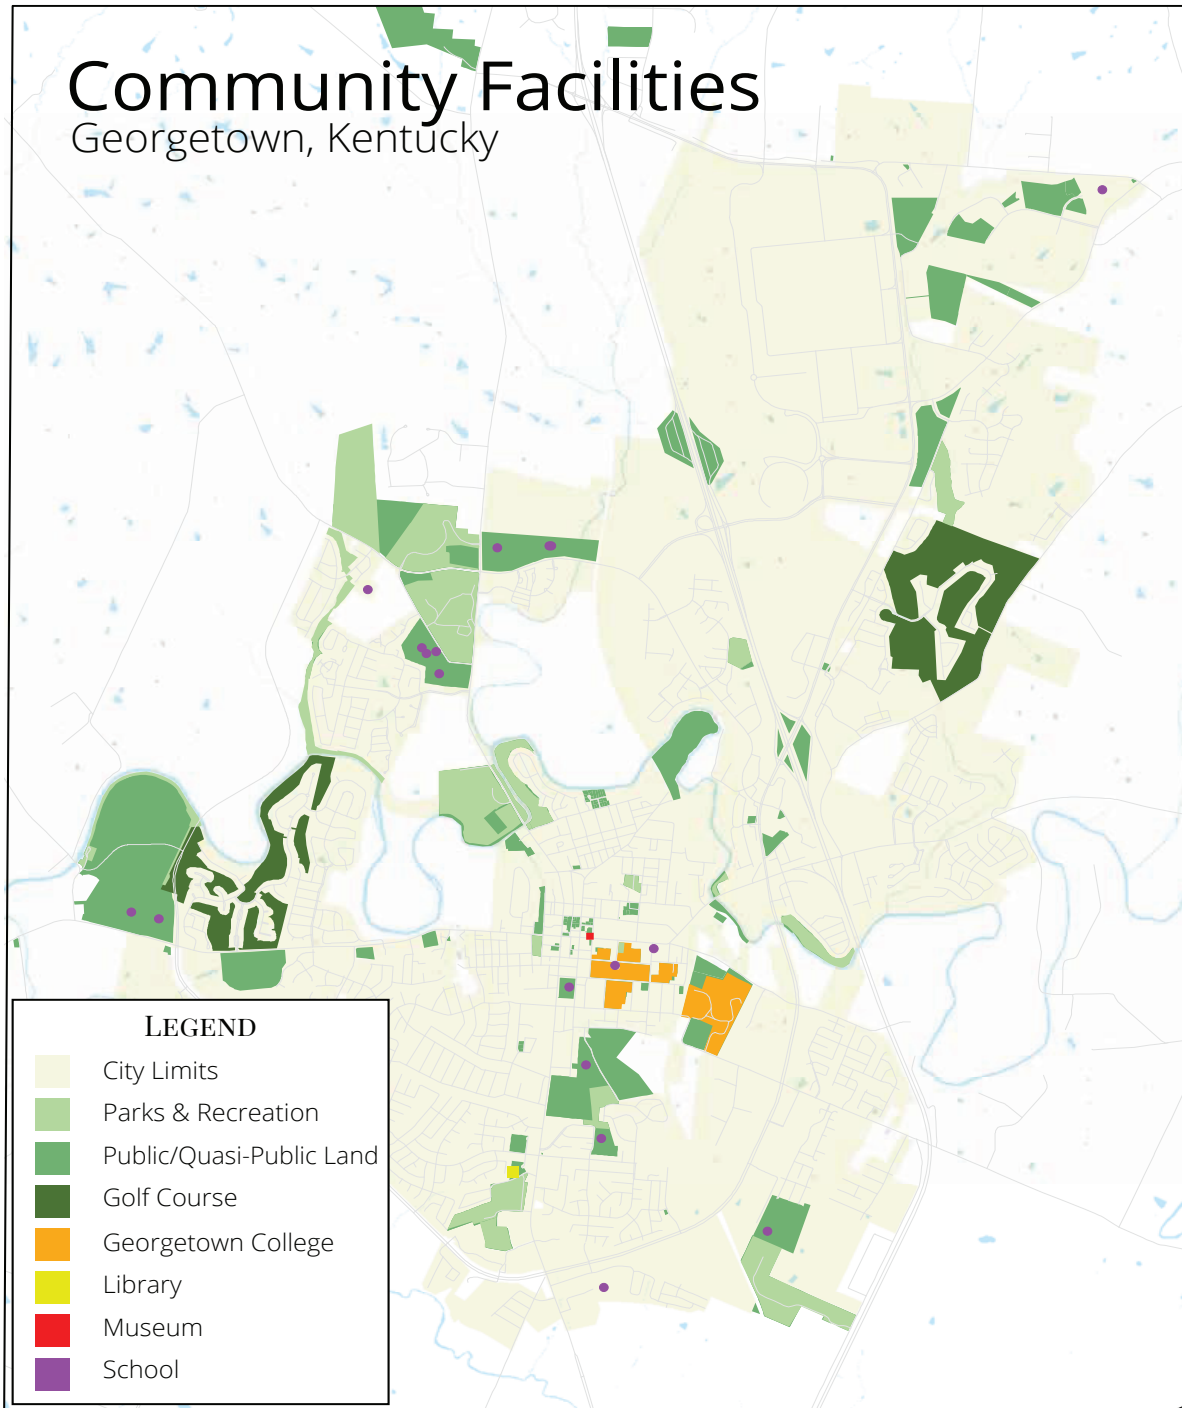 Community Facilities
Georgetown, Kentucky
LEGEND
City Limits
Parks & Recreation
Public/Quasi-Public Land
Golf Course
Georgetown College
Library
Museum
School